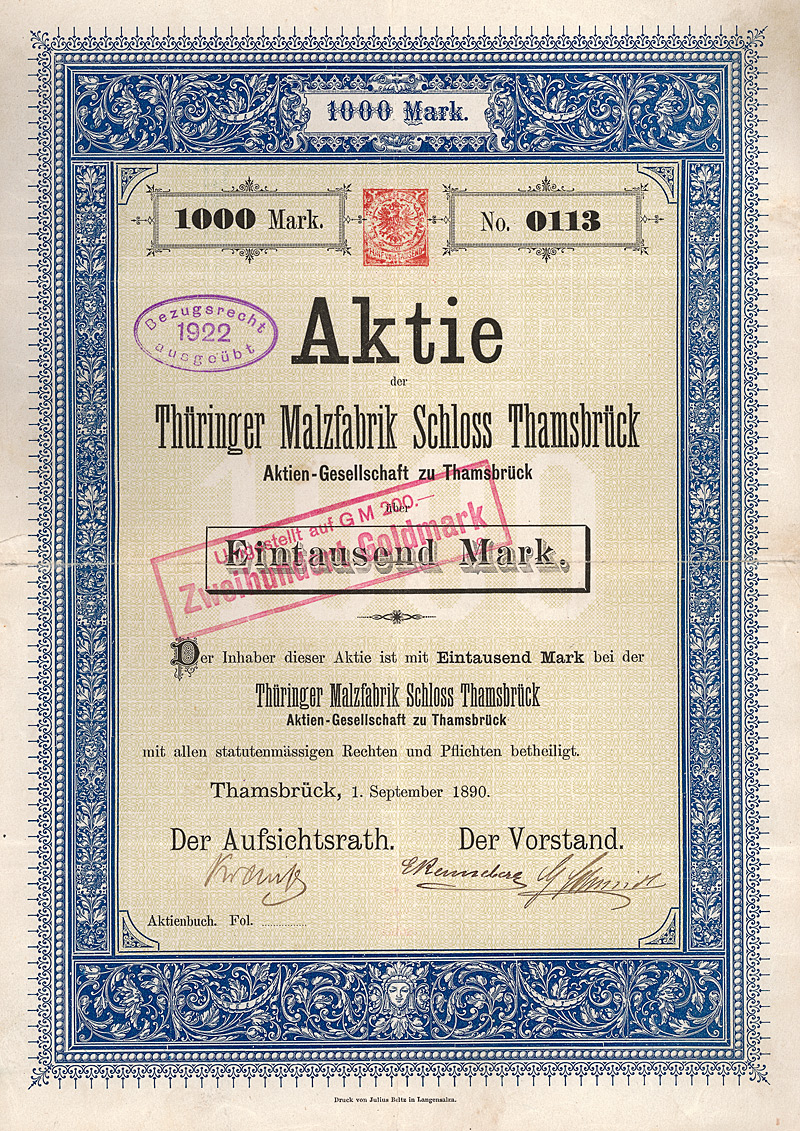 1000 Mark.
1000 Mark.
No. 0113
Bezugsrecht
1922
ausgeübt
Aktie
der
Thüringer Malzfabrik Schloss Thamsbrück
Aktien-Gesellschaft zu Thamsbrück
über
Umgestellt auf GM 200.—
Zweihundert Goldmark
Eintausend Mark.
Der Inhaber dieser Aktie ist mit Eintausend Mark bei der
Thüringer Malzfabrik Schloss Thamsbrück
Aktien-Gesellschaft zu Thamsbrück
mit allen statutenmässigen Rechten und Pflichten betheiligt.
Thamsbrück, 1. September 1890.
Der Aufsichtsrath. Der Vorstand.
Schmidt
Aktienbuch. Fol.
Druck von Julius Beltz in Langensalza.